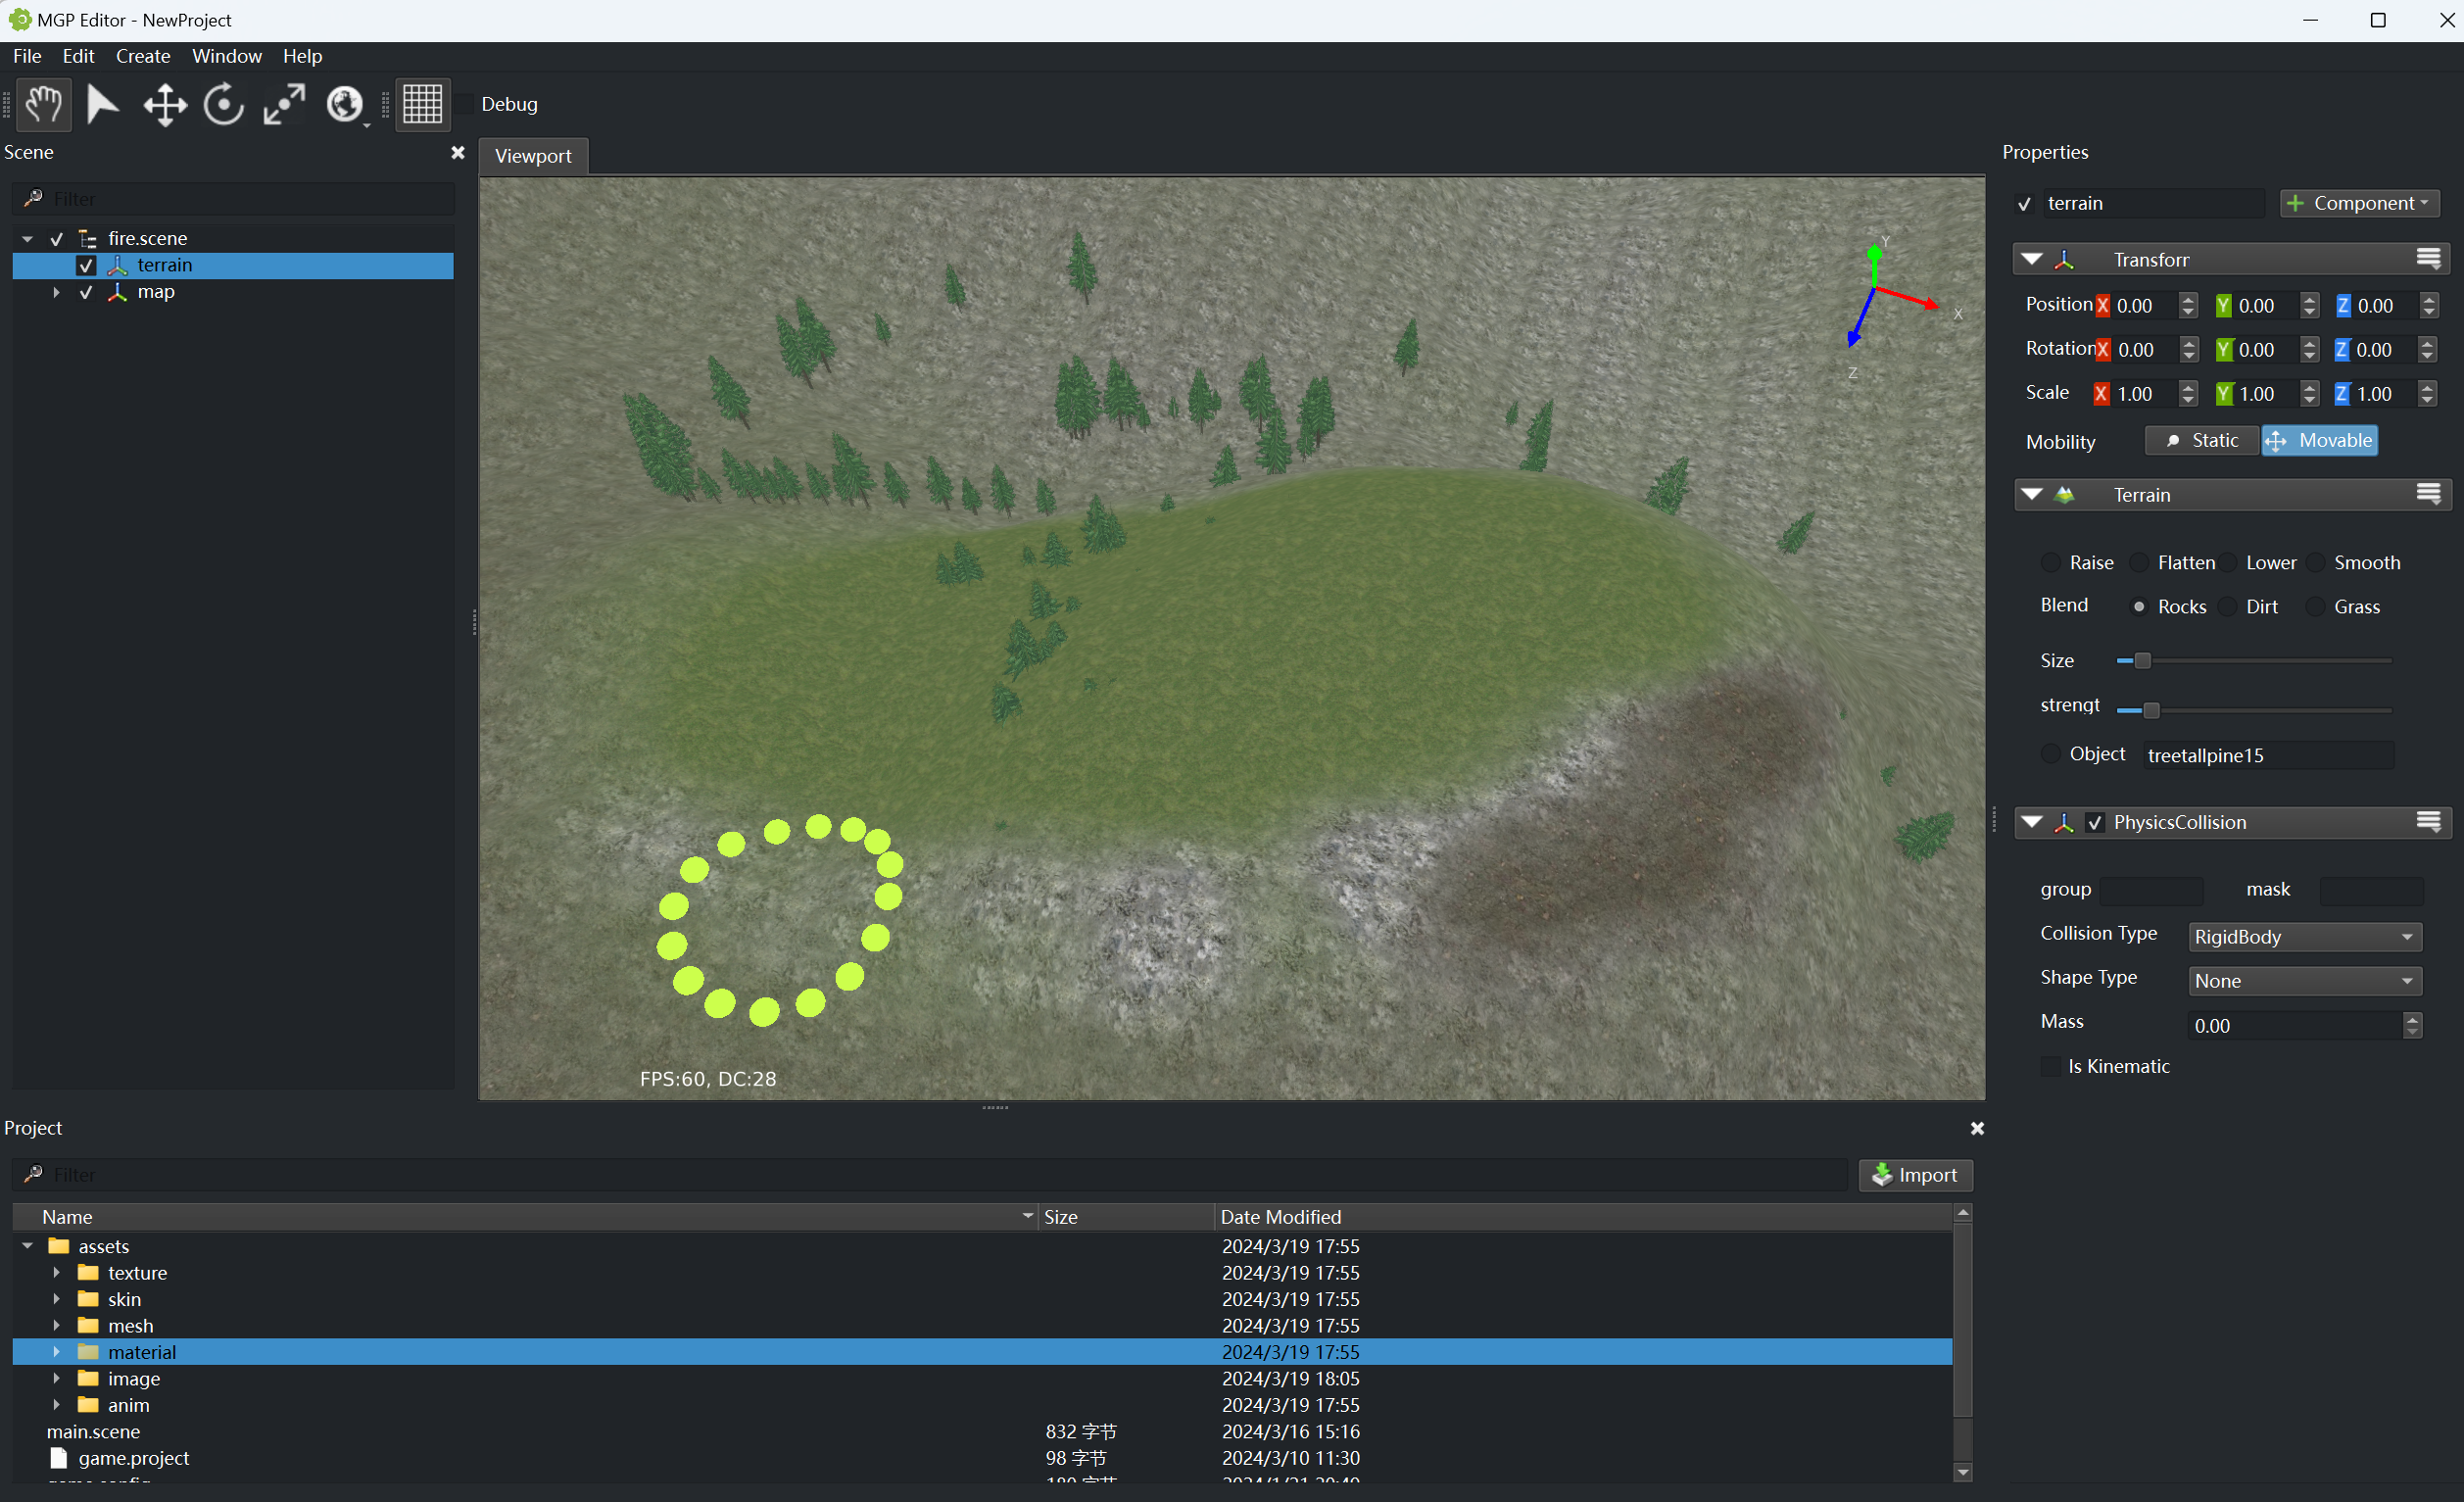 MGP Editor - NewProject
File Edit Create Window Help
Debug
Scene
Filter
fire.scene
terrain
map
Viewport
Y
X
Z
FPS:60, DC:28
Properties
terrain
Component
Transforr
Position X 0.00 Y 0.00 Z 0.00
Rotation X 0.00 Y 0.00 Z 0.00
Scale X 1.00 Y 1.00 Z 1.00
Mobility Static Movable
Terrain
Raise Flatten Lower Smooth
Blend Rocks Dirt Grass
Size
strengt
Object treetallpine15
PhysicsCollision
group mask
Collision Type RigidBody
Shape Type None
Mass 0.00
Is Kinematic
Project
Filter
Import
Name Size Date Modified
assets 2024/3/19 17:55
texture 2024/3/19 17:55
skin 2024/3/19 17:55
mesh 2024/3/19 17:55
material 2024/3/19 17:55
image 2024/3/19 18:05
anim 2024/3/19 17:55
main.scene 832 字节 2024/3/16 15:16
game.project 98 字节 2024/3/10 11:30